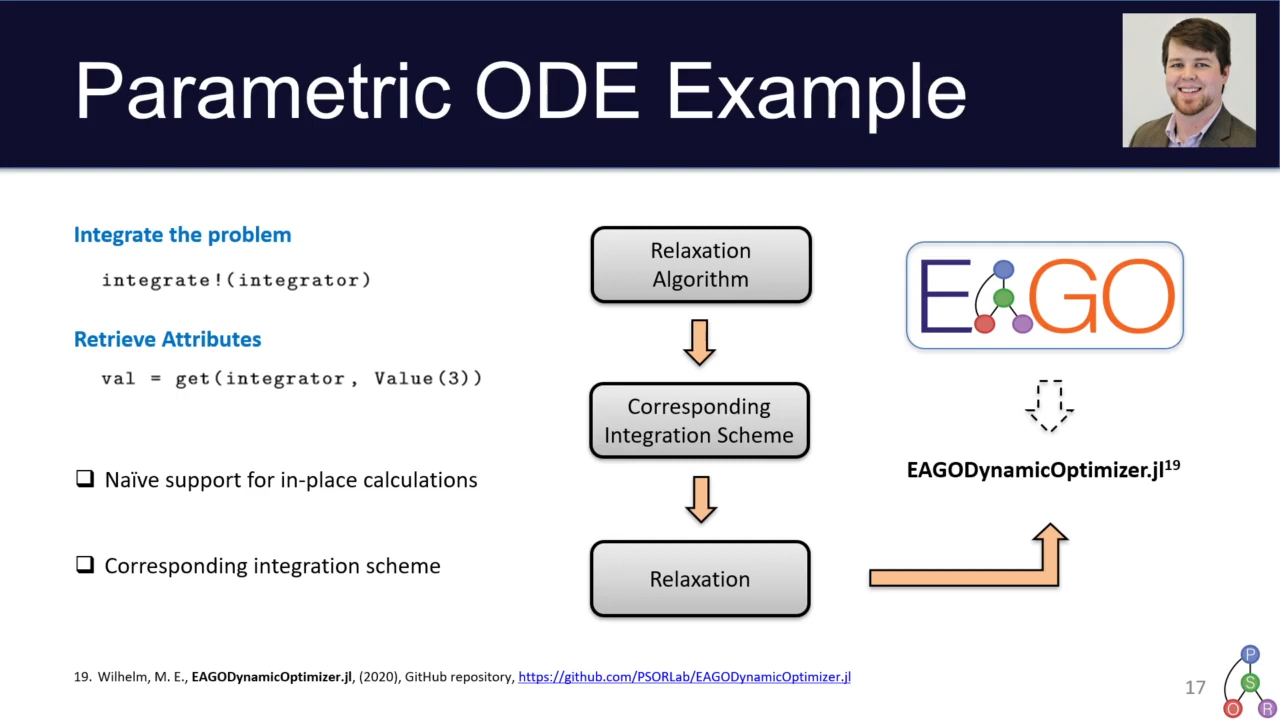 Parametric ODE Example
Integrate the problem
integrate!(integrator)
Retrieve Attributes
val = get(integrator, Value(3))
❑ Naïve support for in-place calculations
❑ Corresponding integration scheme
Relaxation
Algorithm
Corresponding
Integration Scheme
Relaxation
EAGO
EAGODynamicOptimizer.jl¹⁹
19. Wilhelm, M. E., EAGODynamicOptimizer.jl, (2020), GitHub repository, https://github.com/PSORLab/EAGODynamicOptimizer.jl
17
P
S
O R